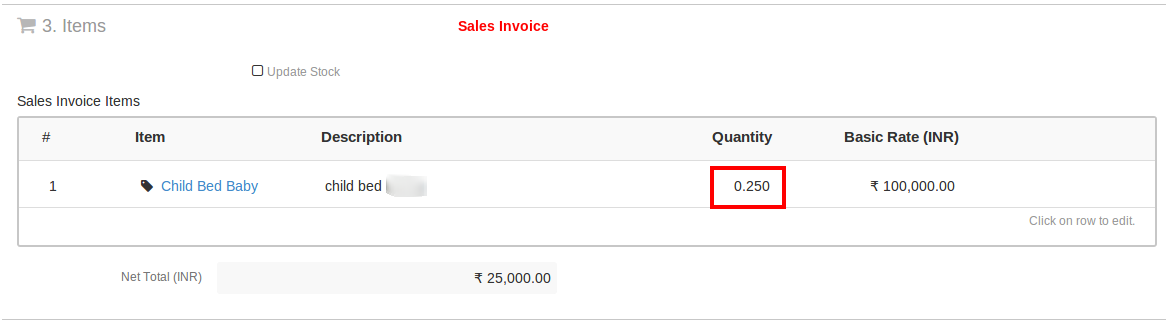 3. Items
Sales Invoice
Update Stock
Sales Invoice Items
# Item Description Quantity Basic Rate (INR)
1 Child Bed Baby child bed 0.250 ₹ 100,000.00
Click on row to edit.
Net Total (INR) ₹ 25,000.00